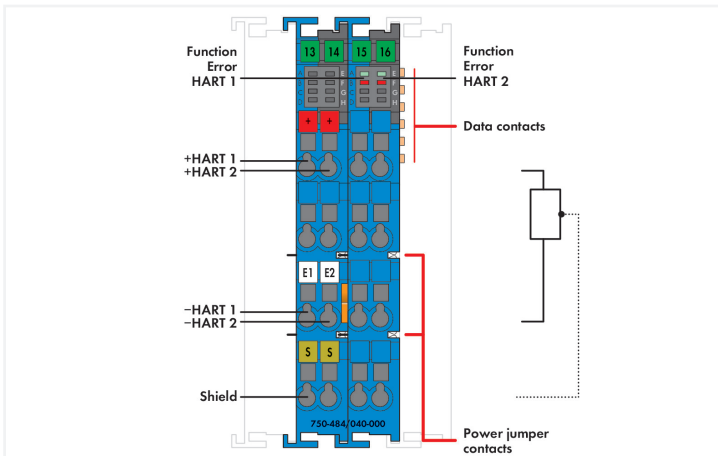 13 14 15 16
Function
Error
HART 1
Function
Error
HART 2
A E
B F
C G
D H
+ +
Data contacts
+HART 1
+HART 2
E1 E2
−HART 1
−HART 2
S S
Shield
750-484/040-000
Power jumper
contacts